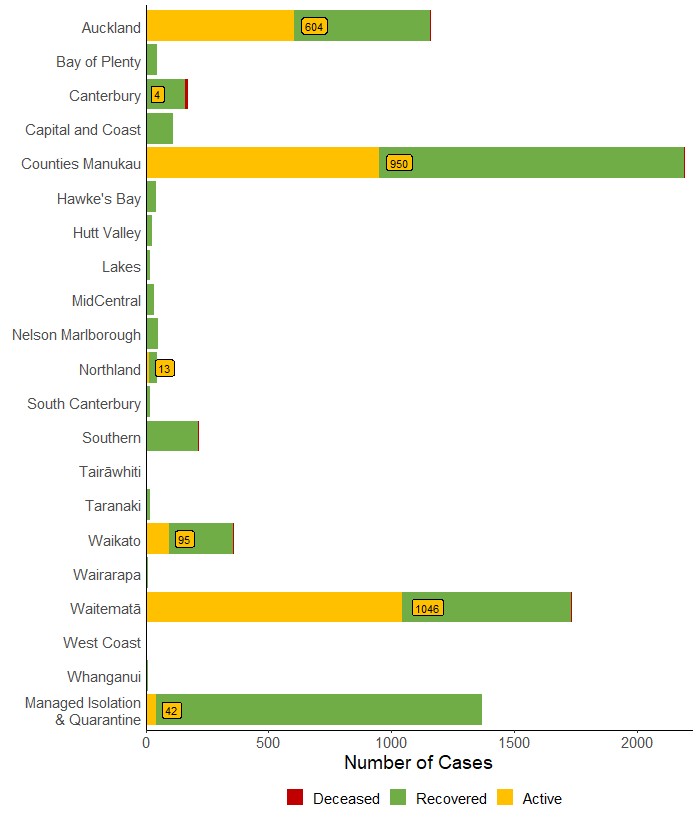 Auckland
604
Bay of Plenty
Canterbury
4
Capital and Coast
Counties Manukau
950
Hawke's Bay
Hutt Valley
Lakes
MidCentral
Nelson Marlborough
Northland
13
South Canterbury
Southern
Tairāwhiti
Taranaki
Waikato
95
Wairarapa
Waitematā
1046
West Coast
Whanganui
Managed Isolation
& Quarantine
42
0 500 1000 1500 2000
Number of Cases
Deceased Recovered Active